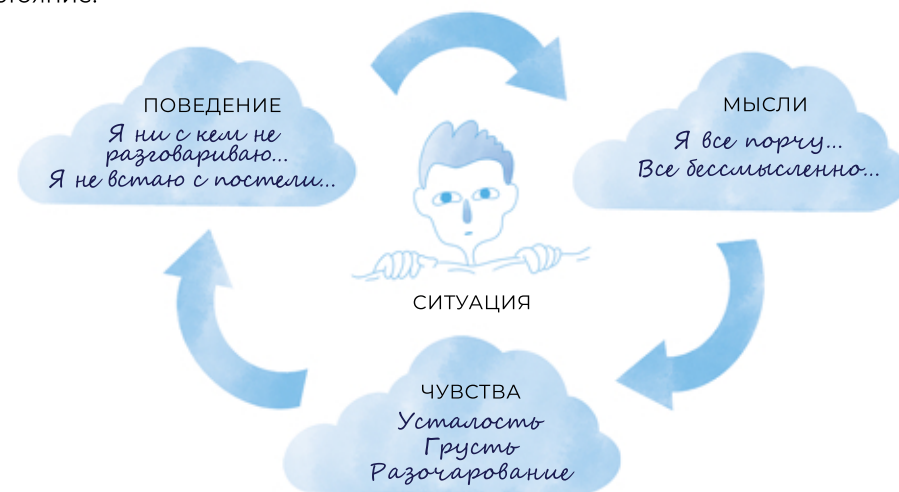 ПОВЕДЕНИЕ
Я ни с кем не
разговариваю...
Я не встаю с постели...
МЫСЛИ
Я все порчу...
Все бессмысленно...
СИТУАЦИЯ
ЧУВСТВА
Усталость
Грусть
Разочарование